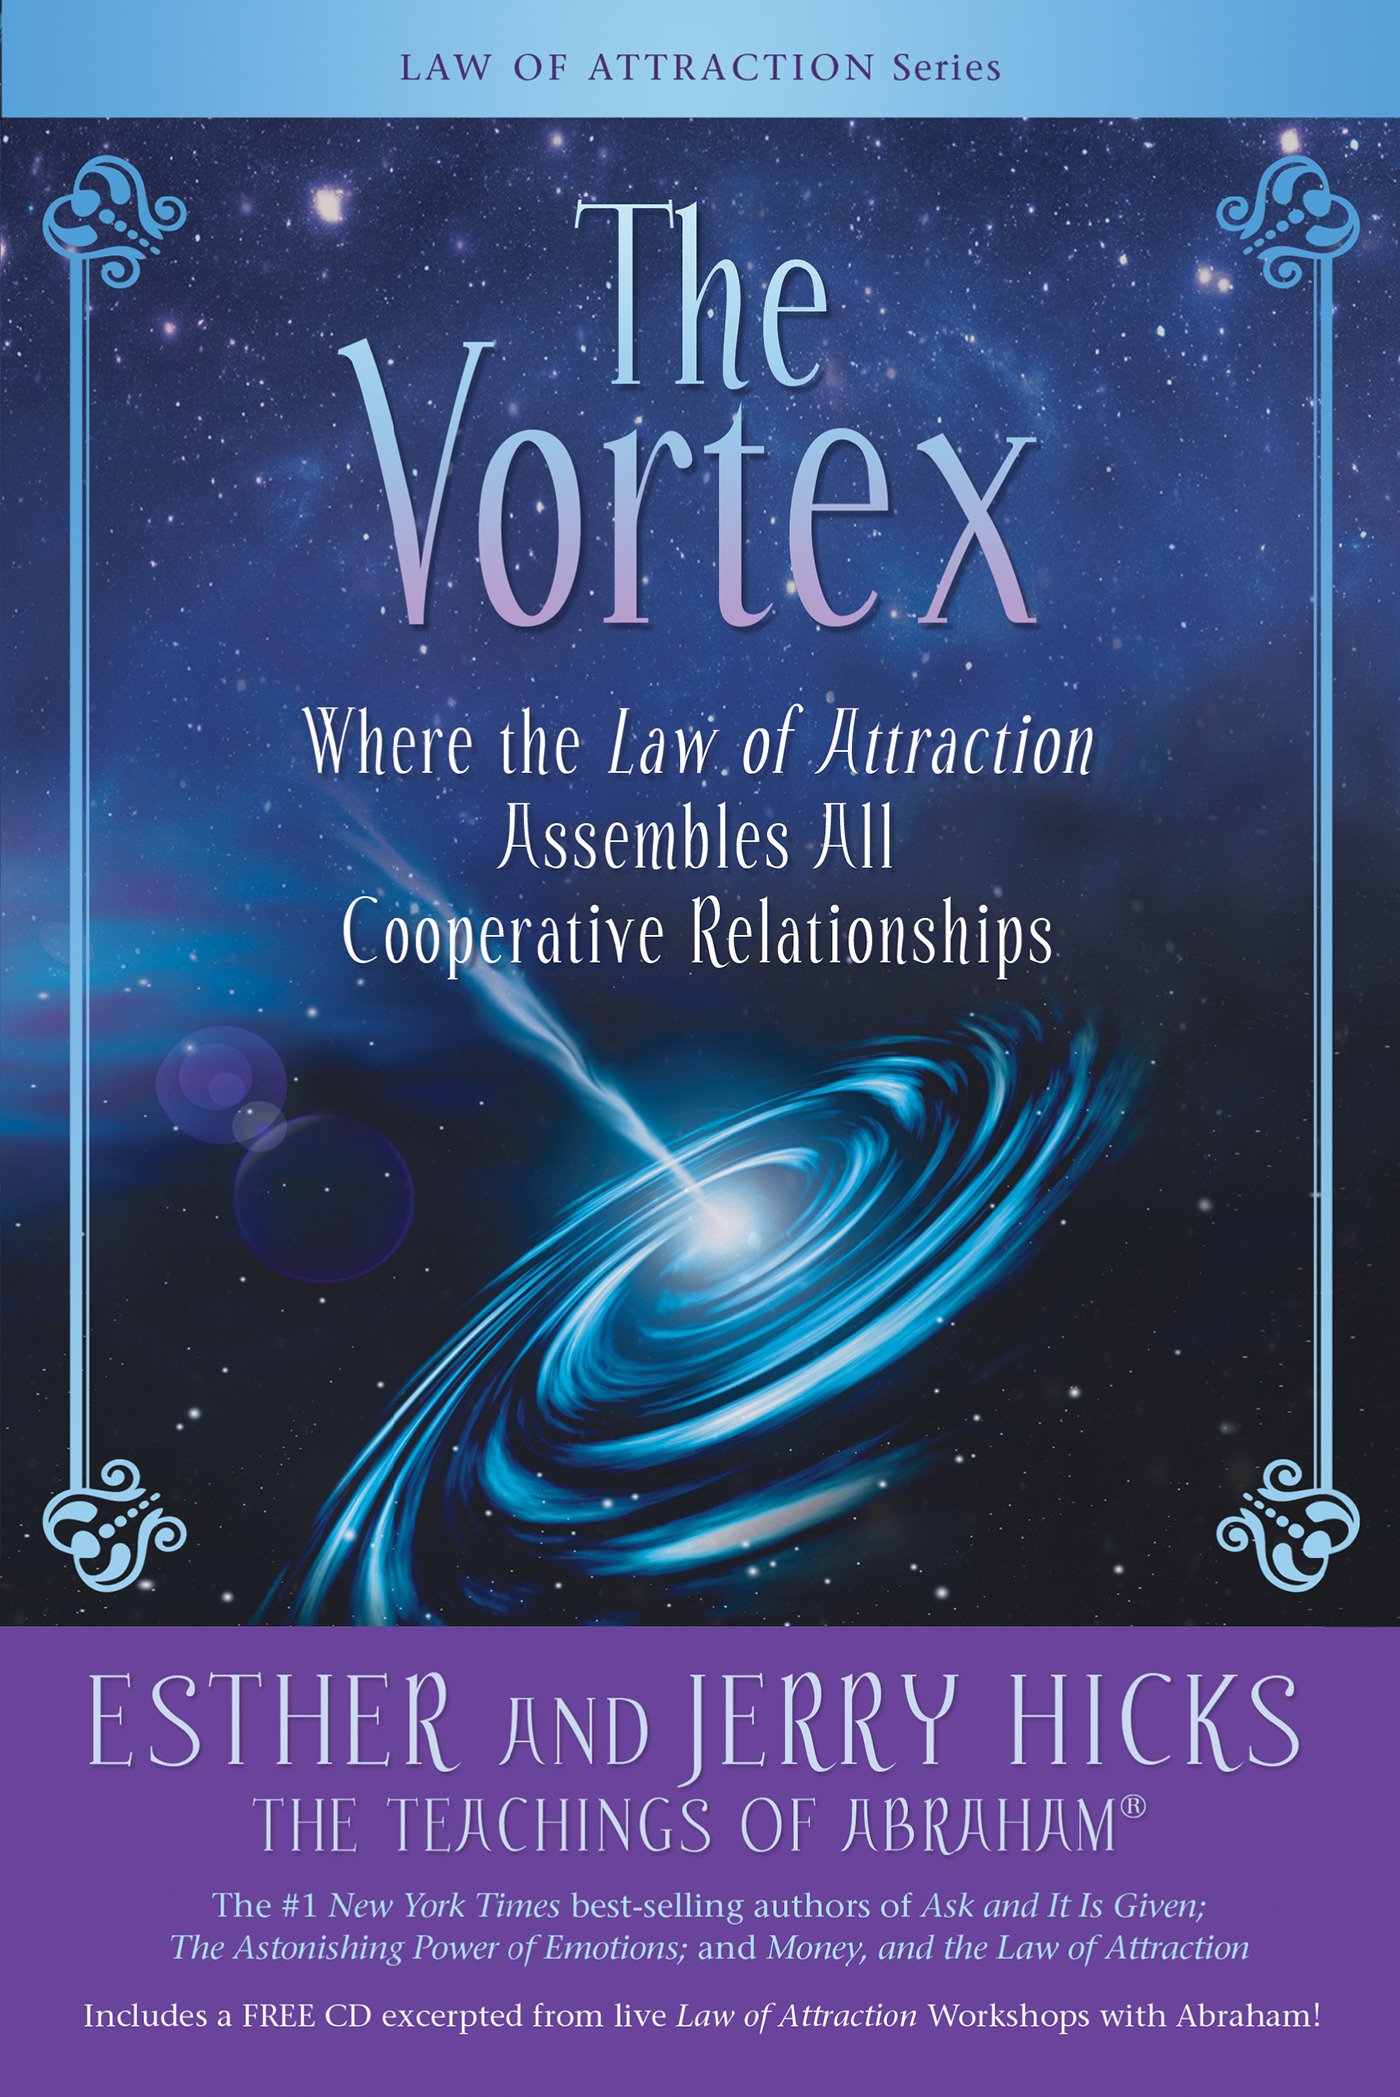 LAW OF ATTRACTION Series
The
Vortex
Where the Law of Attraction
Assembles All
Cooperative Relationships
ESTHER AND JERRY HICKS
THE TEACHINGS OF ABRAHAM®
The #1 New York Times best-selling authors of Ask and It Is Given;
The Astonishing Power of Emotions; and Money, and the Law of Attraction
Includes a FREE CD excerpted from live Law of Attraction Workshops with Abraham!